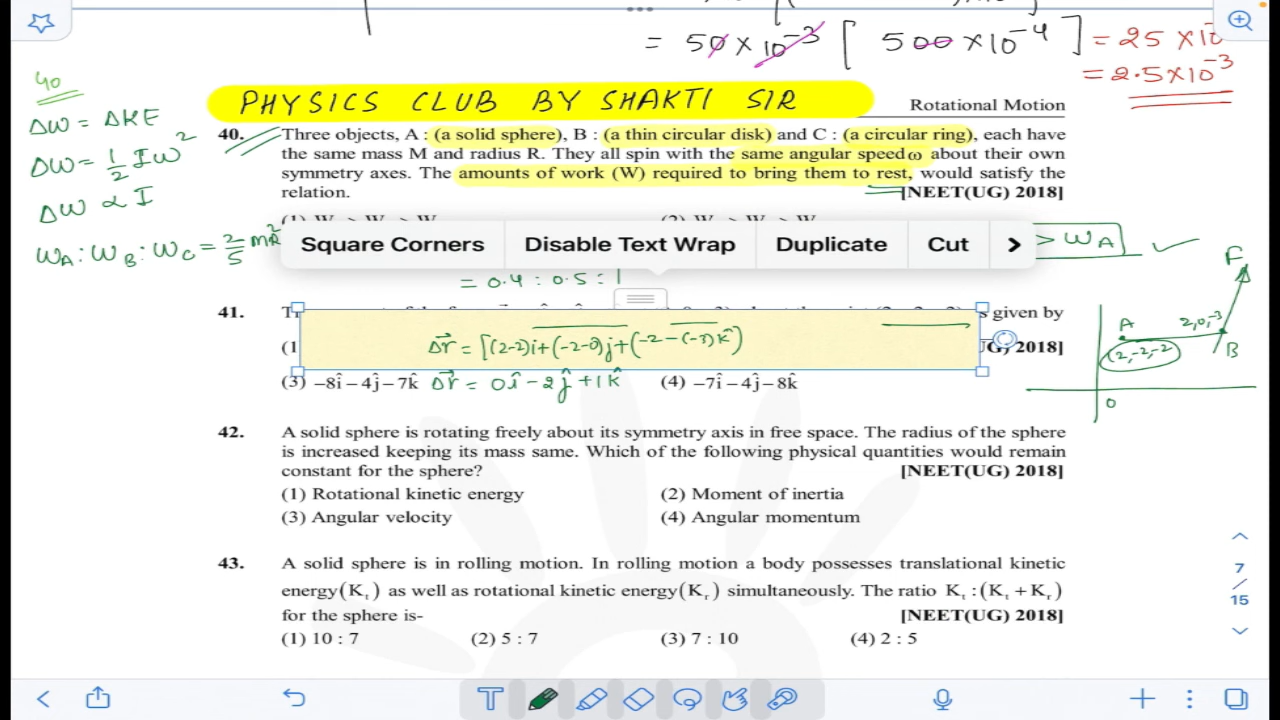 = 50 × 10⁻³ [ 500 × 10⁻⁴ ] = 25 × 10
= 2.5 × 10⁻³
40
ΔW = ΔKE
ΔW = 1/2 Iω²
ΔW ∝ I
W_A : W_B : W_C = 2/5 mR²
= 0.4 : 0.5 : 1
PHYSICS CLUB BY SHAKTI SIR
Rotational Motion
40. Three objects, A : (a solid sphere), B : (a thin circular disk) and C : (a circular ring), each have
the same mass M and radius R. They all spin with the same angular speed ω about their own
symmetry axes. The amounts of work (W) required to bring them to rest, would satisfy the
relation. [NEET(UG) 2018]
Square Corners Disable Text Wrap Duplicate Cut
> W_A
41. given by
2018]
Δr⃗ = [(2-2)i + (-2-0)j + (-2-(-3)k̂)
(3) −8î − 4ĵ − 7k̂ Δr⃗ = 0î − 2ĵ + 1k̂ (4) −7î − 4ĵ − 8k̂
F
A
2,0,-3
(2,-2,-2)
B
O
42. A solid sphere is rotating freely about its symmetry axis in free space. The radius of the sphere
is increased keeping its mass same. Which of the following physical quantities would remain
constant for the sphere? [NEET(UG) 2018]
(1) Rotational kinetic energy (2) Moment of inertia
(3) Angular velocity (4) Angular momentum
43. A solid sphere is in rolling motion. In rolling motion a body possesses translational kinetic
energy(K_t) as well as rotational kinetic energy(K_r) simultaneously. The ratio K_t : (K_t + K_r)
for the sphere is- [NEET(UG) 2018]
(1) 10 : 7 (2) 5 : 7 (3) 7 : 10 (4) 2 : 5
7
/
15
T